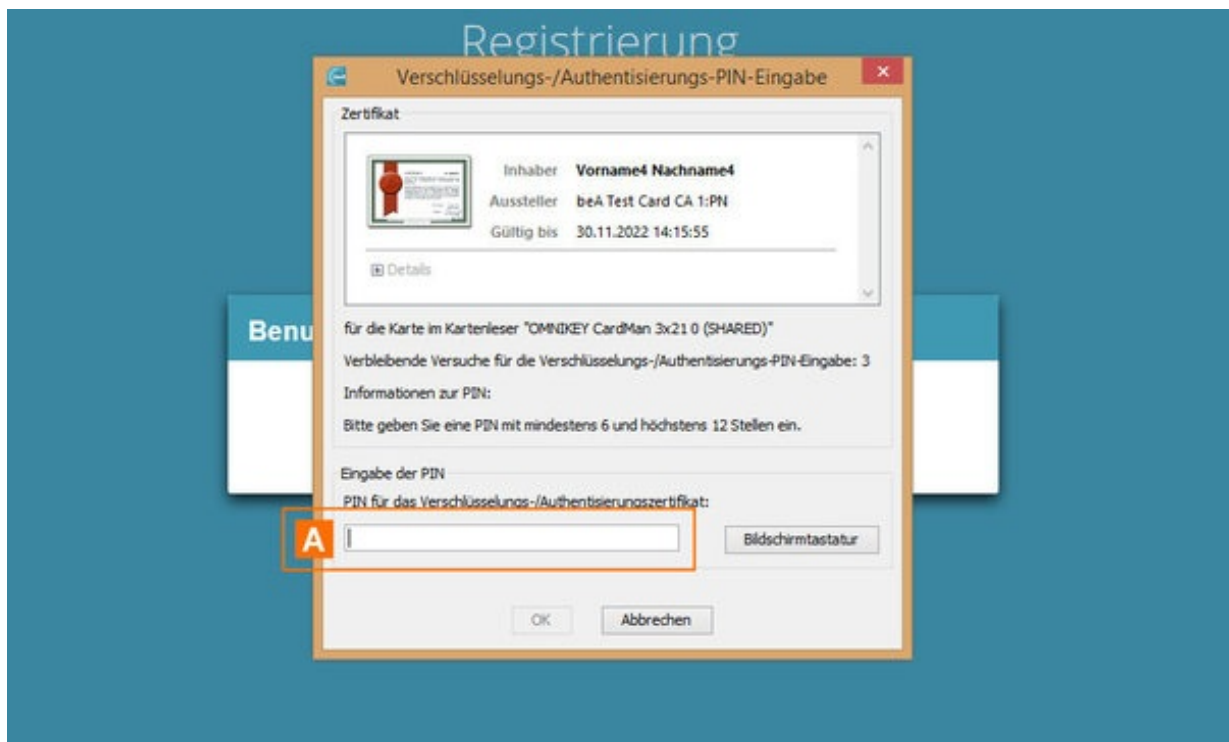 Registrierung
Verschlüsselungs-/Authentisierungs-PIN-Eingabe
Zertifikat
Inhaber Vorname4 Nachname4
Aussteller beA Test Card CA 1:PN
Gültig bis 30.11.2022 14:15:55
Details
Benu
für die Karte im Kartenleser "OMNIKEY CardMan 3x21 0 (SHARED)"
Verbleibende Versuche für die Verschlüsselungs-/Authentisierungs-PIN-Eingabe: 3
Informationen zur PIN:
Bitte geben Sie eine PIN mit mindestens 6 und höchstens 12 Stellen ein.
Eingabe der PIN
PIN für das Verschlüsselungs-/Authentisierungszertifikat:
A
Bildschirmtastatur
OK Abbrechen